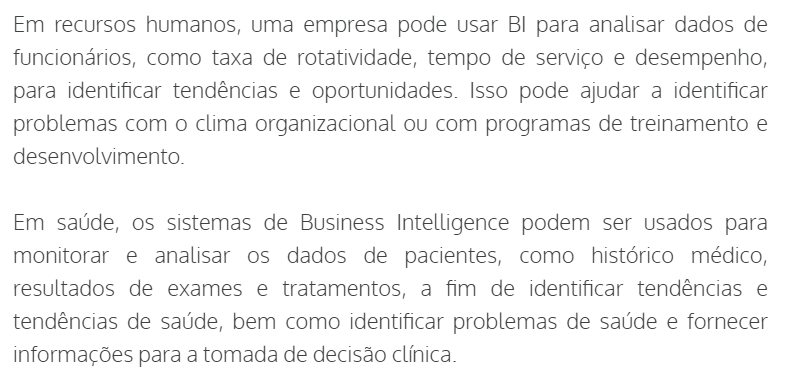 Em recursos humanos, uma empresa pode usar BI para analisar dados de
funcionários, como taxa de rotatividade, tempo de serviço e desempenho,
para identificar tendências e oportunidades. Isso pode ajudar a identificar
problemas com o clima organizacional ou com programas de treinamento e
desenvolvimento.
Em saúde, os sistemas de Business Intelligence podem ser usados para
monitorar e analisar os dados de pacientes, como histórico médico,
resultados de exames e tratamentos, a fim de identificar tendências e
tendências de saúde, bem como identificar problemas de saúde e fornecer
informações para a tomada de decisão clínica.